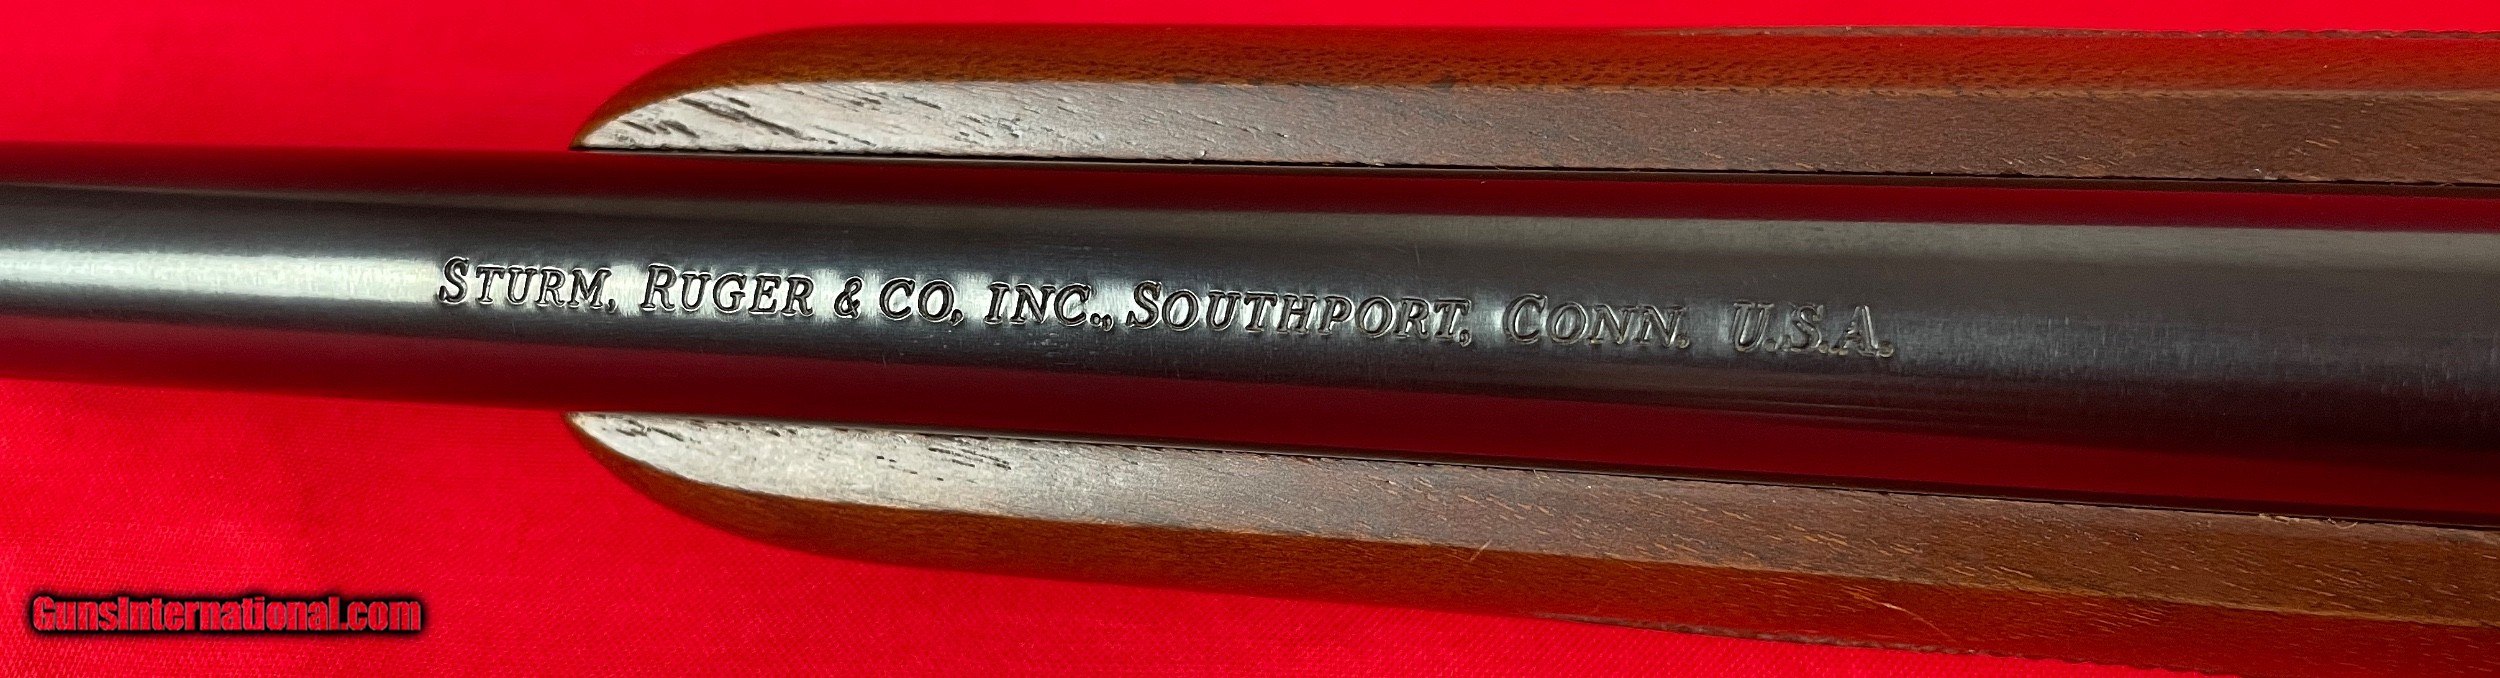 STURM, RUGER & CO, INC., SOUTHPORT, CONN. U.S.A.
GunsInternational.com